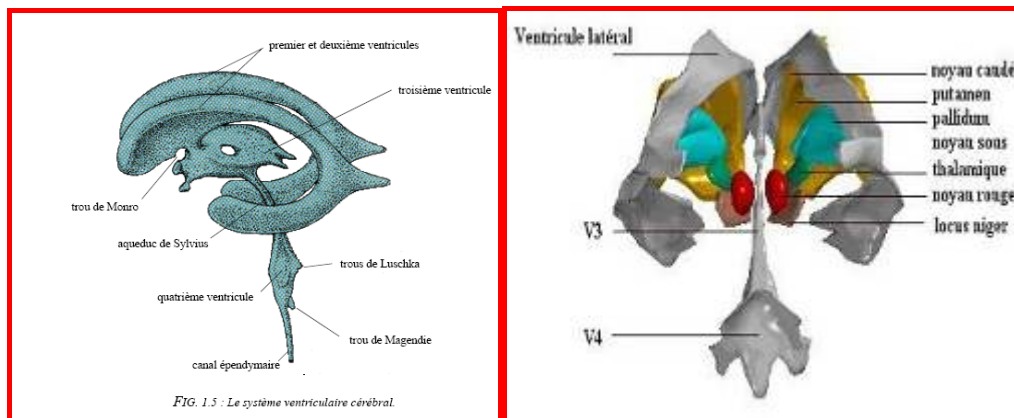 premier et deuxième ventricules
troisième ventricule
trou de Monro
aqueduc de Sylvius
trous de Luschka
quatrième ventricule
trou de Magendie
canal épendymaire
FIG. 1.5 : Le système ventriculaire cérébral.
Ventricule latéral
noyau caudé
putamen
pallidum
noyau sous
thalamique
noyau rouge
locus niger
V3
V4